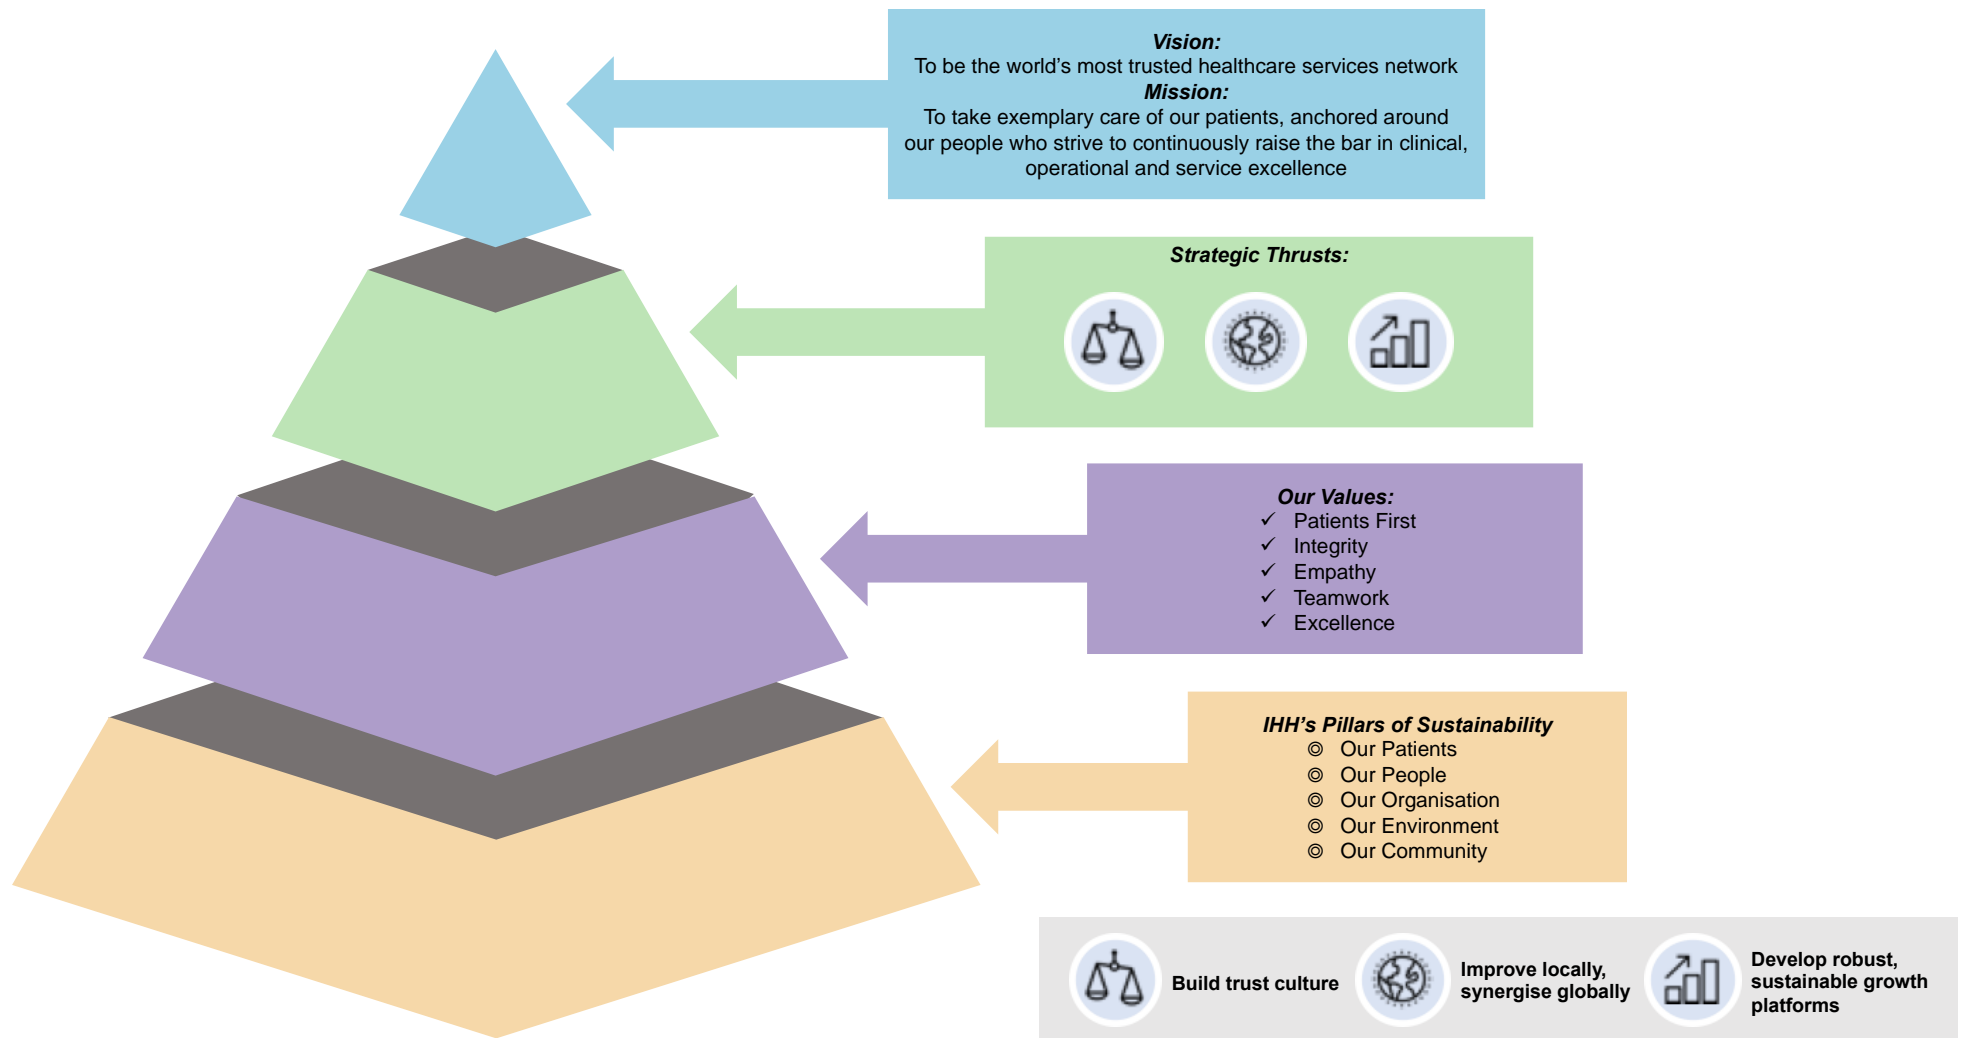 Vision:
To be the world’s most trusted healthcare services network
Mission:
To take exemplary care of our patients, anchored around
our people who strive to continuously raise the bar in clinical,
operational and service excellence
Strategic Thrusts:
Our Values:
✓ Patients First
✓ Integrity
✓ Empathy
✓ Teamwork
✓ Excellence
IHH’s Pillars of Sustainability
◎ Our Patients
◎ Our People
◎ Our Organisation
◎ Our Environment
◎ Our Community
Build trust culture
Improve locally,
synergise globally
Develop robust,
sustainable growth
platforms